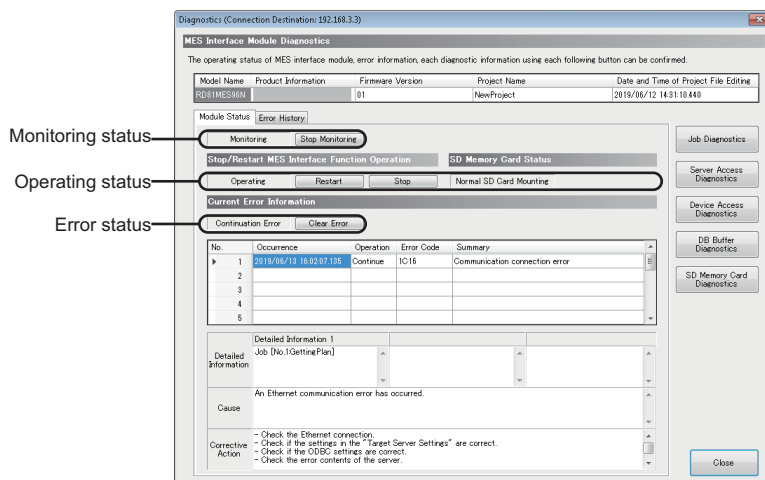 Diagnostics (Connection Destination: 192.168.3.3)
MES Interface Module Diagnostics
The operating status of MES interface module, error information, each diagnostic information using each following button can be confirmed.
Model Name Product Information Firmware Version Project Name Date and Time of Project File Editing
RD81MES96N 01 NewProject 2019/06/12 14:31:10.440
Module Status Error History
Monitoring status
Monitoring Stop Monitoring
Job Diagnostics
Stop/Restart MES Interface Function Operation SD Memory Card Status
Operating status
Operating Restart Stop Normal SD Card Mounting
Server Access Diagnostics
Current Error Information
Device Access Diagnostics
Error status
Continuation Error Clear Error
DB Buffer Diagnostics
No. Occurrence Operation Error Code Summary
1 2019/06/13 16:02:07.135 Continue 1C16 Communication connection error
2
SD Memory Card Diagnostics
3
4
5
Detailed Information 1
Detailed Information
Job [No.1:GettingPlan]
Cause
An Ethernet communication error has occurred.
Corrective Action
- Check the Ethernet connection.
- Check if the settings in the "Target Server Settings" are correct.
- Check if the ODBC settings are correct.
- Check the error contents of the server.
Close